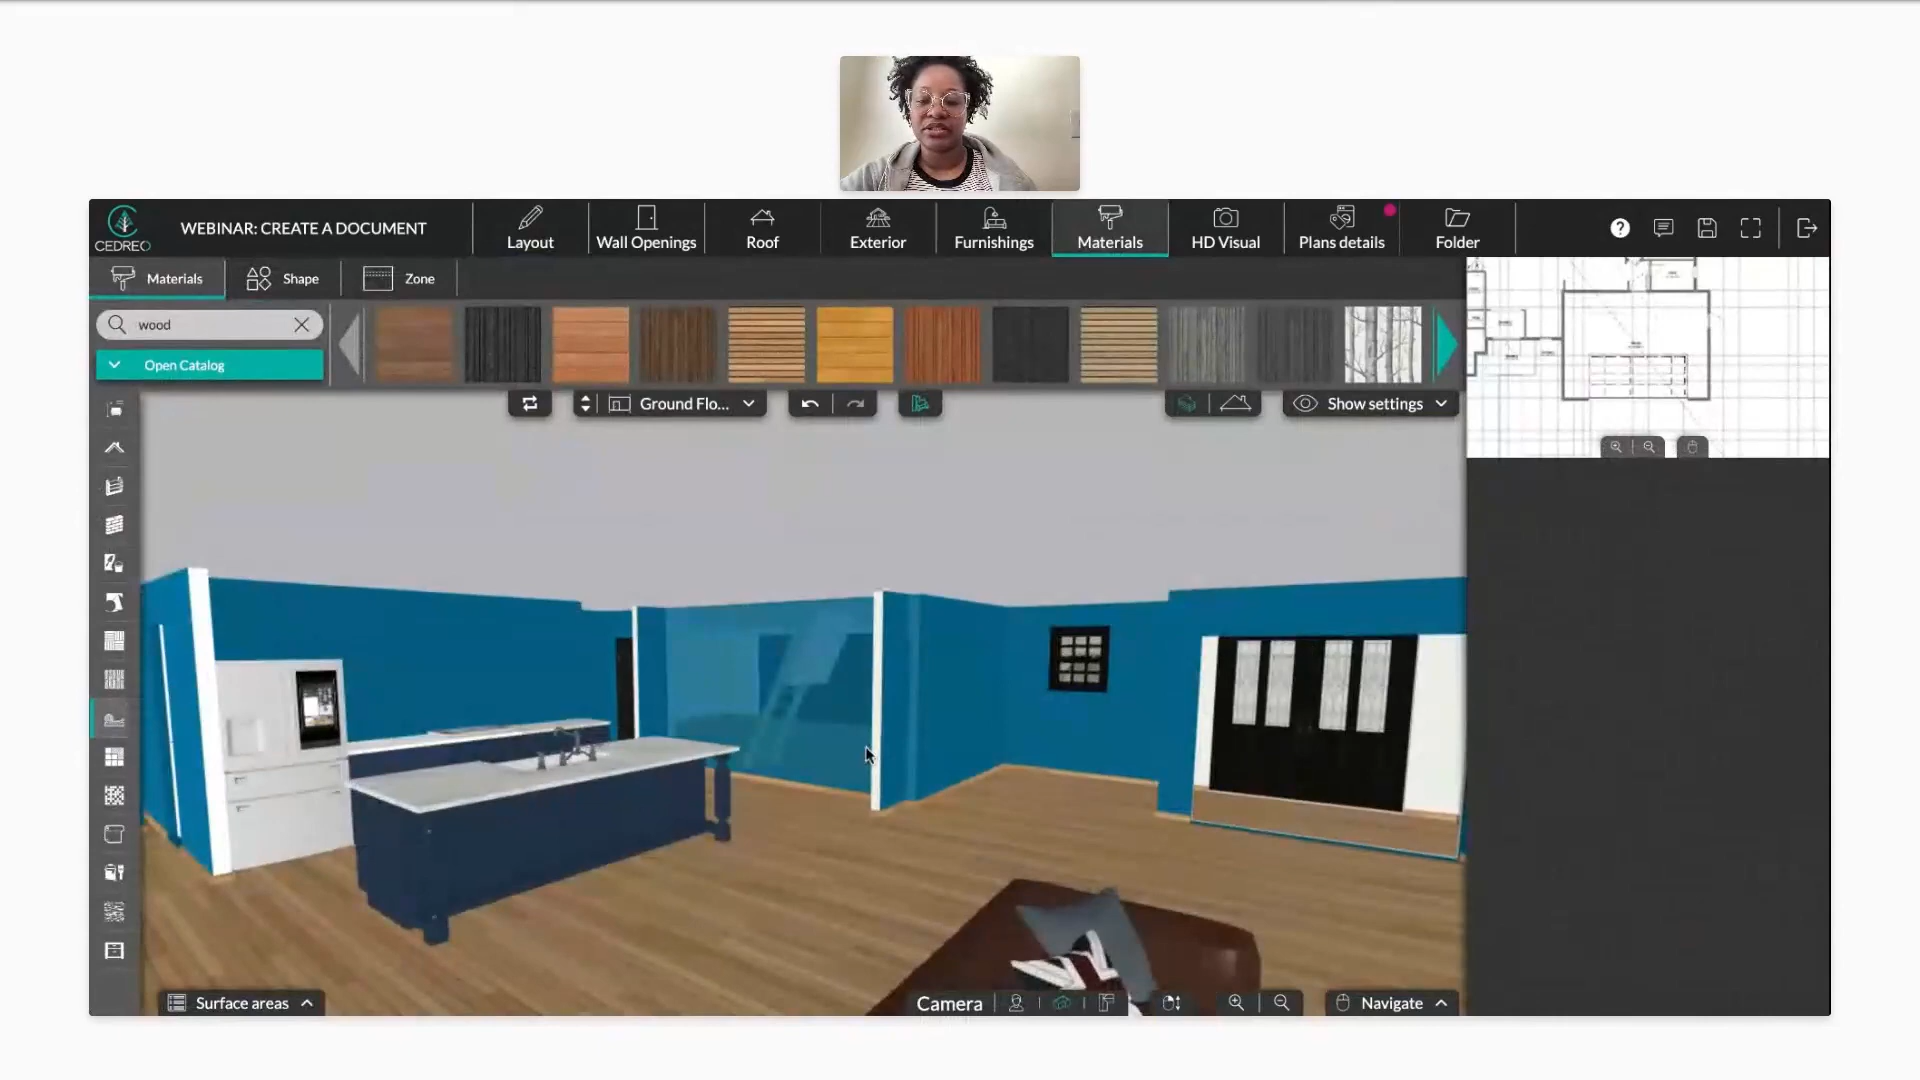 CEDREO
WEBINAR: CREATE A DOCUMENT
Layout
Wall Openings
Roof
Exterior
Furnishings
Materials
HD Visual
Plans details
Folder
Materials
Shape
Zone
wood
Open Catalog
Ground Flo...
Show settings
Surface areas
Camera
Navigate